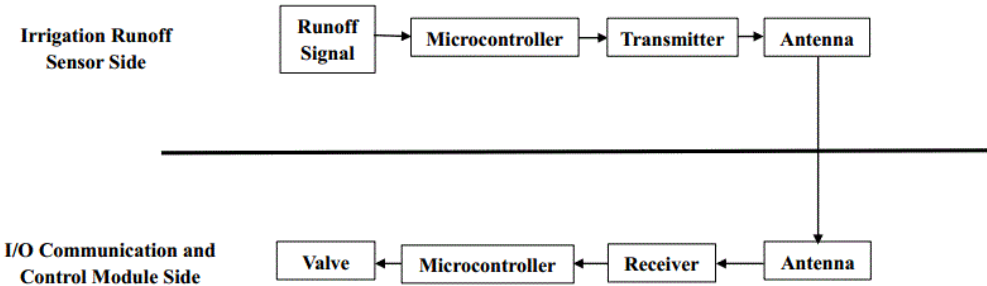 Irrigation Runoff
Sensor Side
Runoff
Signal
Microcontroller
Transmitter
Antenna
I/O Communication and
Control Module Side
Valve
Microcontroller
Receiver
Antenna